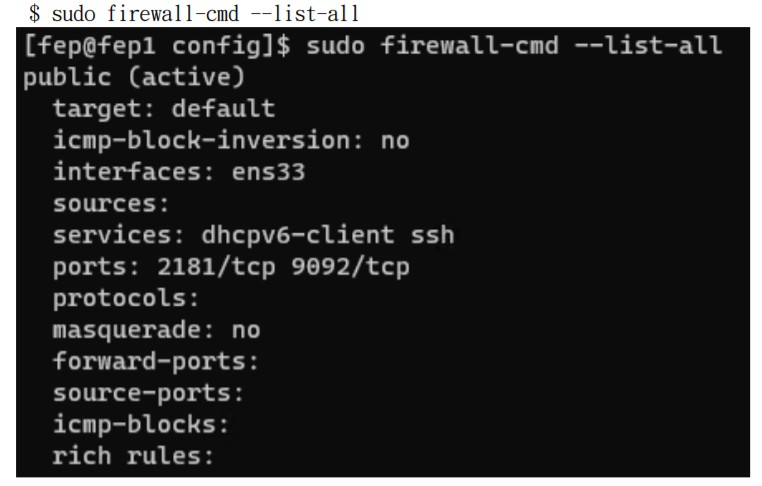 $ sudo firewall-cmd --list-all
[fep@fep1 config]$ sudo firewall-cmd --list-all
public (active)
  target: default
  icmp-block-inversion: no
  interfaces: ens33
  sources:
  services: dhcpv6-client ssh
  ports: 2181/tcp 9092/tcp
  protocols:
  masquerade: no
  forward-ports:
  source-ports:
  icmp-blocks:
  rich rules: